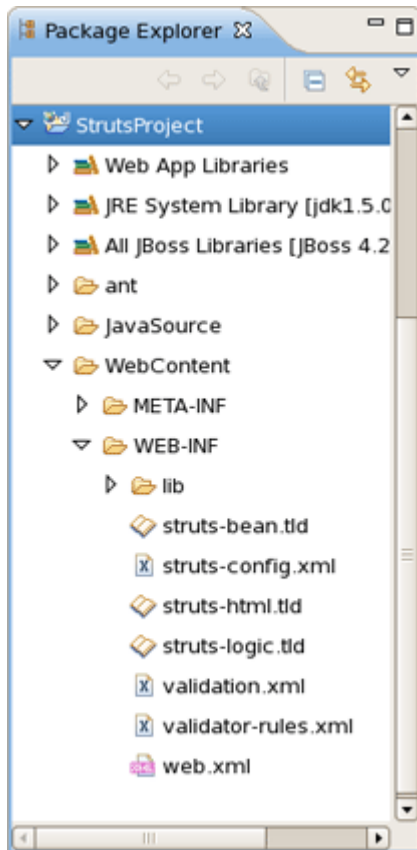 Package Explorer
StrutsProject
Web App Libraries
JRE System Library [jdk1.5.0
All JBoss Libraries [JBoss 4.2
ant
JavaSource
WebContent
META-INF
WEB-INF
lib
struts-bean.tld
struts-config.xml
struts-html.tld
struts-logic.tld
validation.xml
validator-rules.xml
web.xml